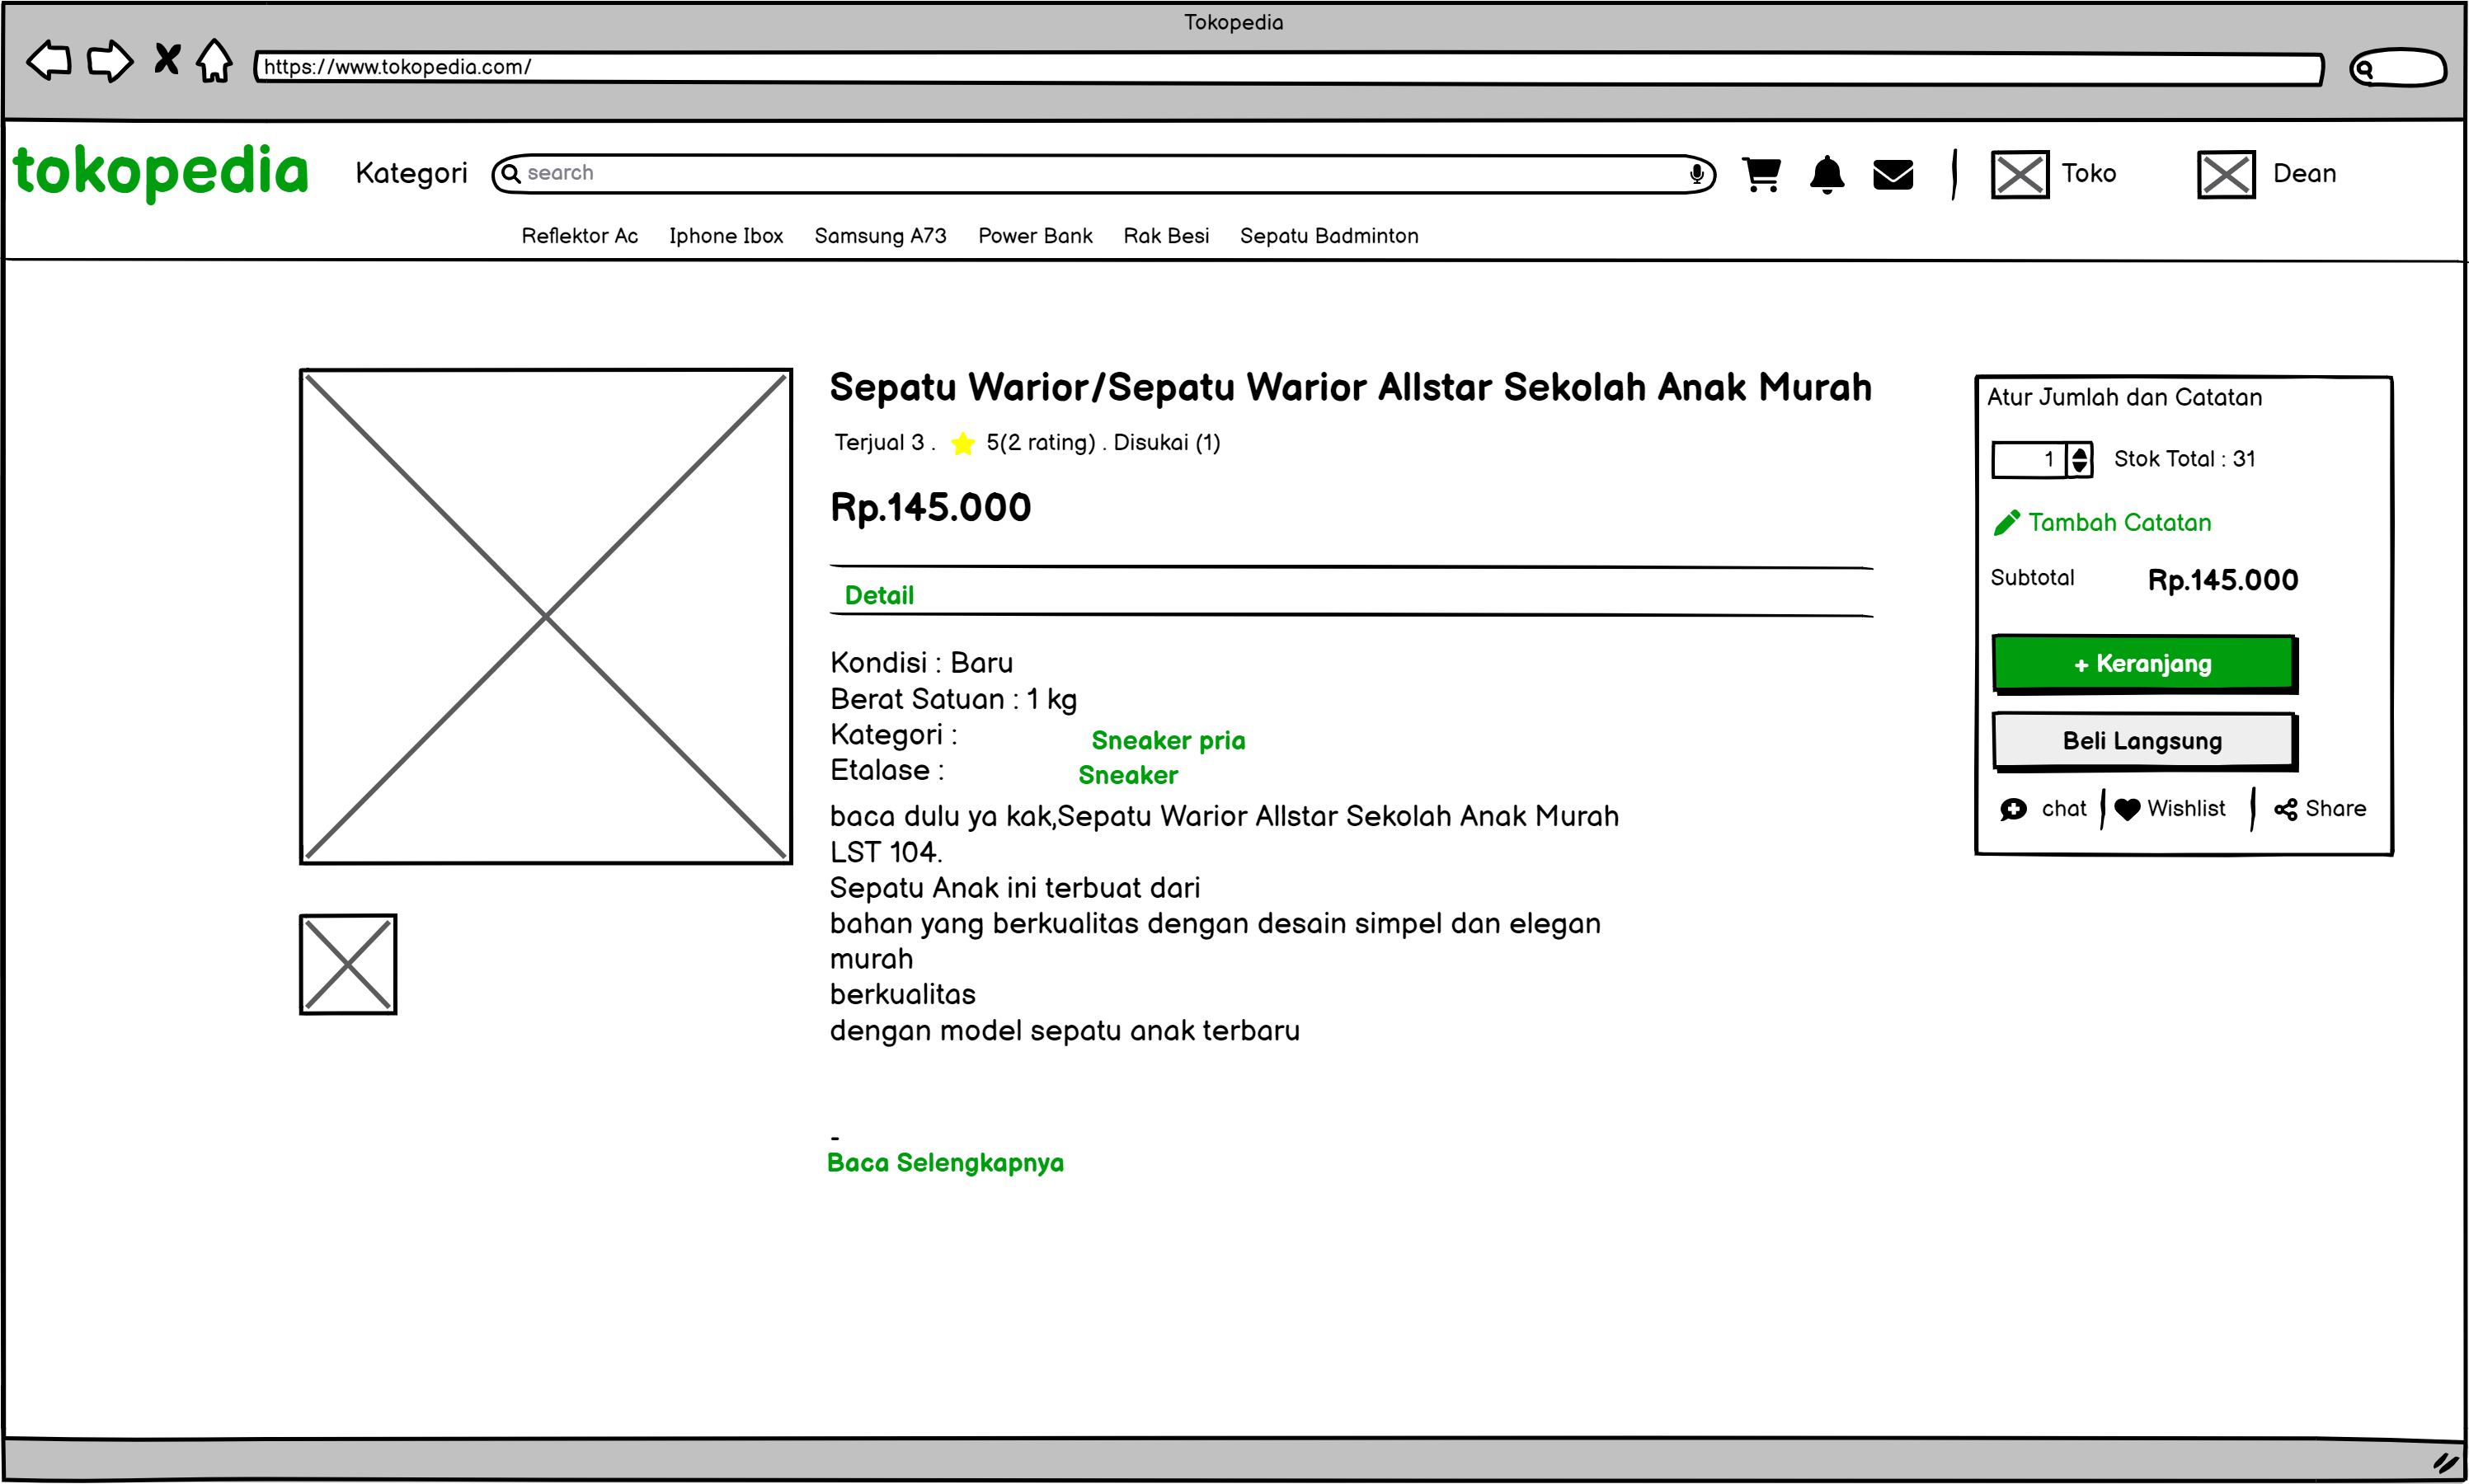 Tokopedia
https://www.tokopedia.com/
tokopedia Kategori search Toko Dean
Reflektor Ac Iphone Ibox Samsung A73 Power Bank Rak Besi Sepatu Badminton
Sepatu Warior/Sepatu Warior Allstar Sekolah Anak Murah
Terjual 3 . 5(2 rating) . Disukai (1)
Rp.145.000
Detail
Kondisi : Baru
Berat Satuan : 1 kg
Kategori : Sneaker pria
Etalase : Sneaker
baca dulu ya kak,Sepatu Warior Allstar Sekolah Anak Murah
LST 104.
Sepatu Anak ini terbuat dari
bahan yang berkualitas dengan desain simpel dan elegan
murah
berkualitas
dengan model sepatu anak terbaru
-
Baca Selengkapnya
Atur Jumlah dan Catatan
1 Stok Total : 31
Tambah Catatan
Subtotal Rp.145.000
+ Keranjang
Beli Langsung
chat Wishlist Share